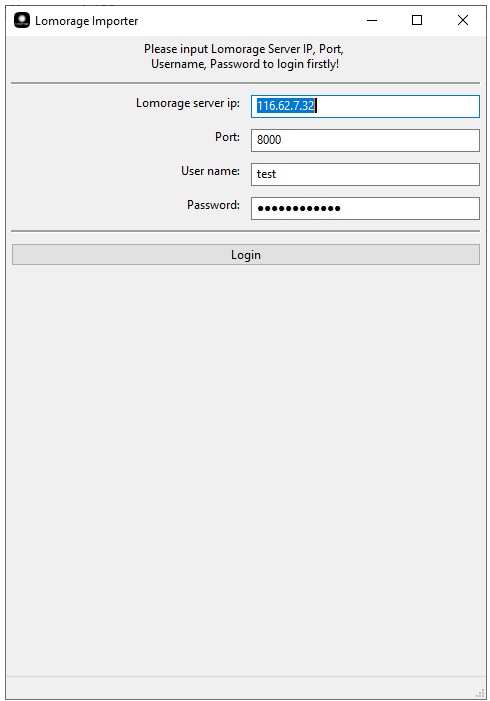 Lomorage Importer
Please input Lomorage Server IP, Port,
Username, Password to login firstly!
Lomorage server ip: 116.62.7.32
Port: 8000
User name: test
Password: ●●●●●●●●●●●●
Login